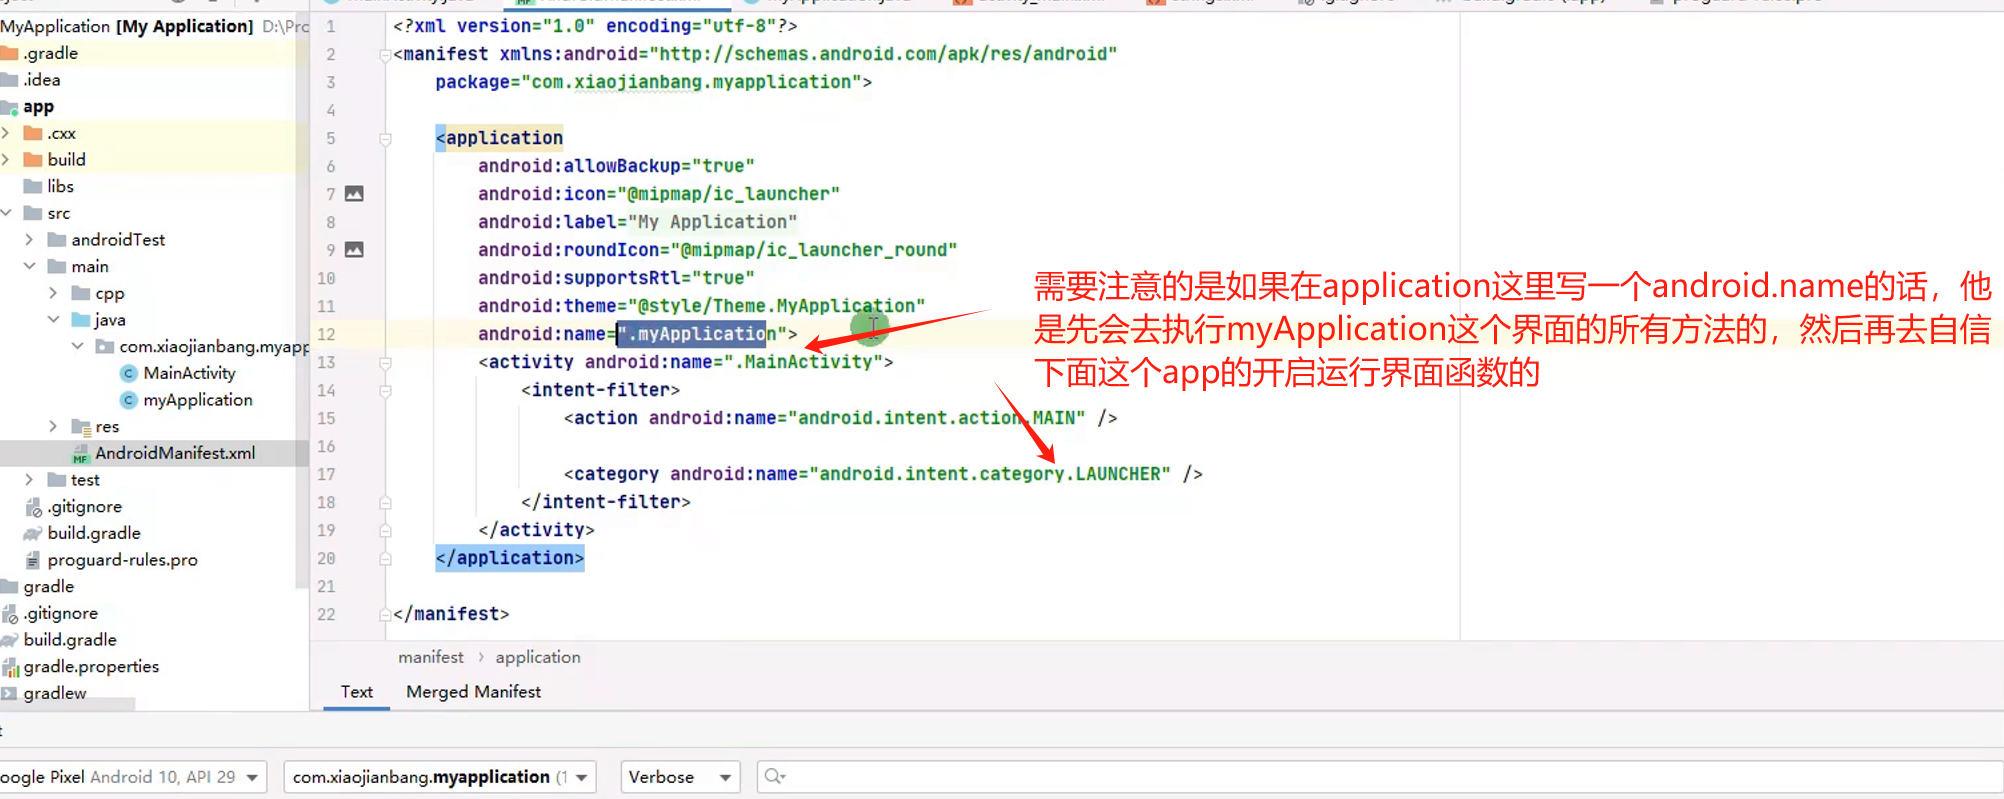 MyApplication [My Application] D:\Pro
.gradle
.idea
app
.cxx
build
libs
src
androidTest
main
cpp
java
com.xiaojianbang.myapp
MainActivity
myApplication
res
AndroidManifest.xml
test
.gitignore
build.gradle
proguard-rules.pro
gradle
.gitignore
build.gradle
gradle.properties
gradlew
1 <?xml version="1.0" encoding="utf-8"?>
2 <manifest xmlns:android="http://schemas.android.com/apk/res/android"
3 package="com.xiaojianbang.myapplication">
4
5 <application
6 android:allowBackup="true"
7 android:icon="@mipmap/ic_launcher"
8 android:label="My Application"
9 android:roundIcon="@mipmap/ic_launcher_round"
10 android:supportsRtl="true"
11 android:theme="@style/Theme.MyApplication"
12 android:name=".myApplication">
13 <activity android:name=".MainActivity">
14 <intent-filter>
15 <action android:name="android.intent.action.MAIN" />
16
17 <category android:name="android.intent.category.LAUNCHER" />
18 </intent-filter>
19 </activity>
20 </application>
21
22 </manifest>
需要注意的是如果在application这里写一个android.name的话，他
是先会去执行myApplication这个界面的所有方法的，然后再去自信
下面这个app的开启运行界面函数的
manifest › application
Text Merged Manifest
oogle Pixel Android 10, API 29
com.xiaojianbang.myapplication (1
Verbose